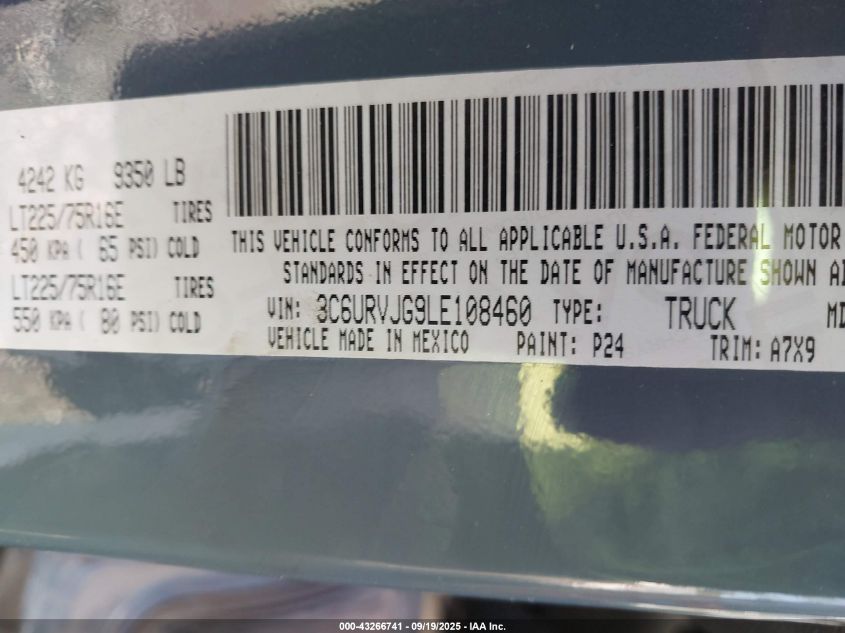 4242 KG 9350 LB
LT225/75R16E TIRES
450 KPA ( 65 PSI) COLD
LT225/75R16E TIRES
550 KPA ( 80 PSI) COLD
THIS VEHICLE CONFORMS TO ALL APPLICABLE U.S.A. FEDERAL MOTOR
STANDARDS IN EFFECT ON THE DATE OF MANUFACTURE SHOWN
VIN: 3C6URVJG9LE108460 TYPE: TRUCK MD
VEHICLE MADE IN MEXICO PAINT: P24 TRIM: A7X9
000-43266741 - 09/19/2025 - IAA Inc.